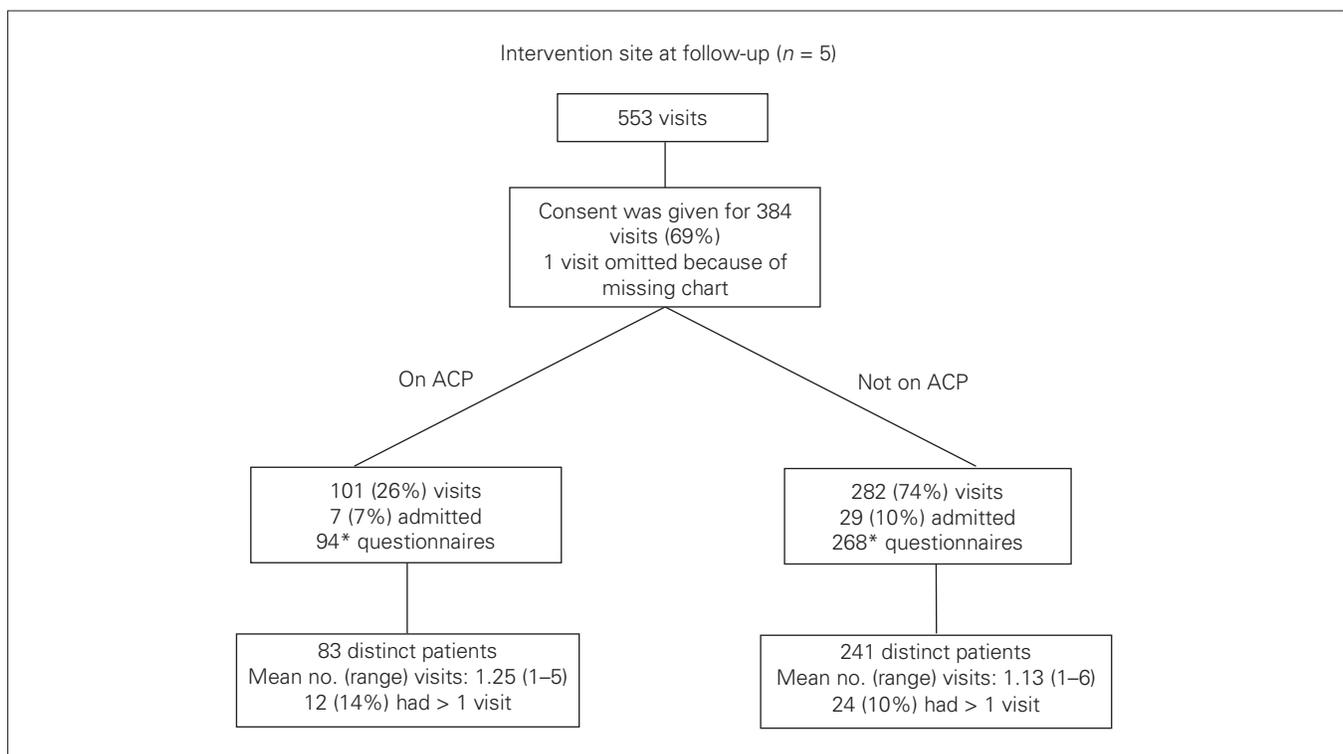 Intervention site at follow-up (n = 5)
553 visits
Consent was given for 384
visits (69%)
1 visit omitted because of
missing chart
On ACP
Not on ACP
101 (26%) visits
7 (7%) admitted
94* questionnaires
282 (74%) visits
29 (10%) admitted
268* questionnaires
83 distinct patients
Mean no. (range) visits: 1.25 (1–5)
12 (14%) had > 1 visit
241 distinct patients
Mean no. (range) visits: 1.13 (1–6)
24 (10%) had > 1 visit